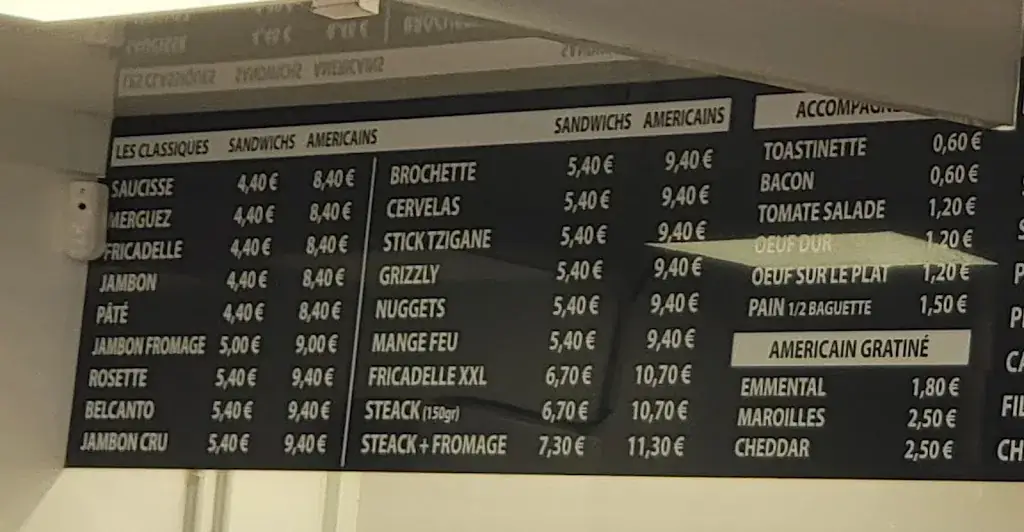 LES CLASSIQUES SANDWICHS AMERICAINS
SAUCISSE 4,40 € 8,40 €
MERGUEZ 4,40 € 8,40 €
FRICADELLE 4,40 € 8,40 €
JAMBON 4,40 € 8,40 €
PÂTÉ 4,40 € 8,40 €
JAMBON FROMAGE 5,00 € 9,00 €
ROSETTE 5,40 € 9,40 €
BELCANTO 5,40 € 9,40 €
JAMBON CRU 5,40 € 9,40 €
SANDWICHS AMERICAINS
BROCHETTE 5,40 € 9,40 €
CERVELAS 5,40 € 9,40 €
STICK TZIGANE 5,40 € 9,40 €
GRIZZLY 5,40 € 9,40 €
NUGGETS 5,40 € 9,40 €
MANGE FEU 5,40 € 9,40 €
FRICADELLE XXL 6,70 € 10,70 €
STEACK (150gr) 6,70 € 10,70 €
STEACK + FROMAGE 7,30 € 11,30 €
TOASTINETTE 0,60 €
BACON 0,60 €
TOMATE SALADE 1,20 €
OEUF DUR 1,20 €
OEUF SUR LE PLAT 1,20 €
PAIN 1/2 BAGUETTE 1,50 €
AMERICAIN GRATINÉ
EMMENTAL 1,80 €
MAROILLES 2,50 €
CHEDDAR 2,50 €